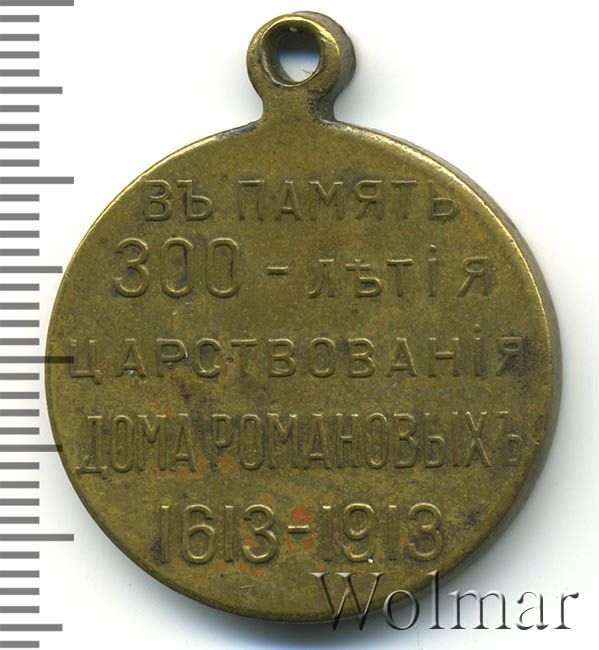 ВЪ ПАМЯТЬ
300-ЛѢТІЯ
ЦАРСТВОВАНІЯ
ДОМА РОМАНОВЫХЪ
1613-1913
Wolmar